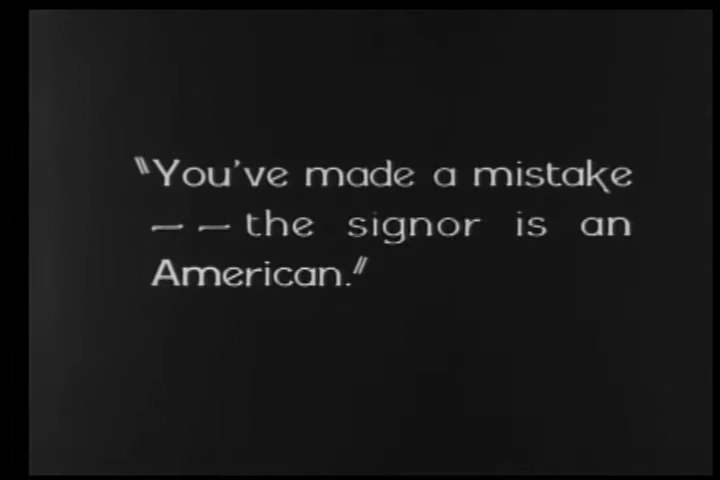 "You've made a mistake
— — the signor is an
American."